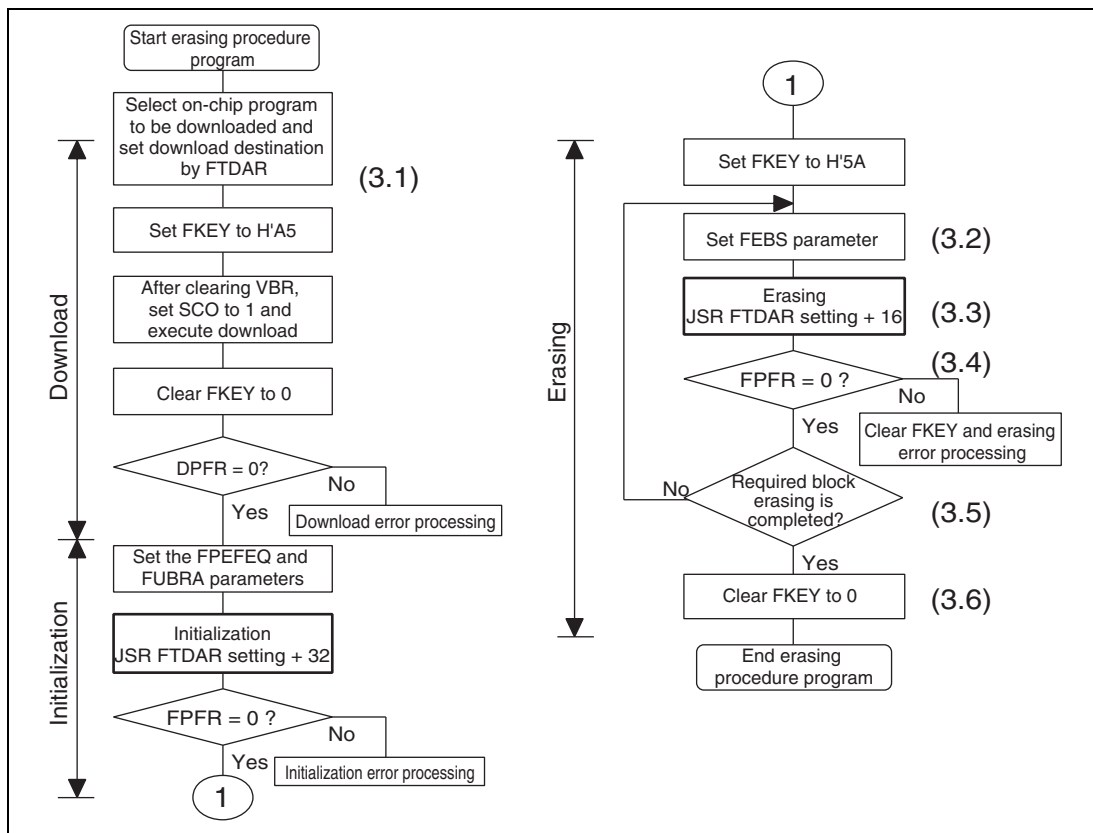 Start erasing procedure
program
Select on-chip program
to be downloaded and
set download destination
by FTDAR
(3.1)
Set FKEY to H'A5
After clearing VBR,
set SCO to 1 and
execute download
Clear FKEY to 0
DPFR = 0?
No
Yes
Download error processing
Download
Set the FPEFEQ and
FUBRA parameters
Initialization
JSR FTDAR setting + 32
FPFR = 0 ?
No
Yes
Initialization error processing
Initialization
1
1
Set FKEY to H'5A
Set FEBS parameter
(3.2)
Erasing
JSR FTDAR setting + 16
(3.3)
(3.4)
FPFR = 0 ?
No
Yes
Clear FKEY and erasing
error processing
Erasing
No
Required block
erasing is
completed?
(3.5)
Yes
Clear FKEY to 0
(3.6)
End erasing
procedure program